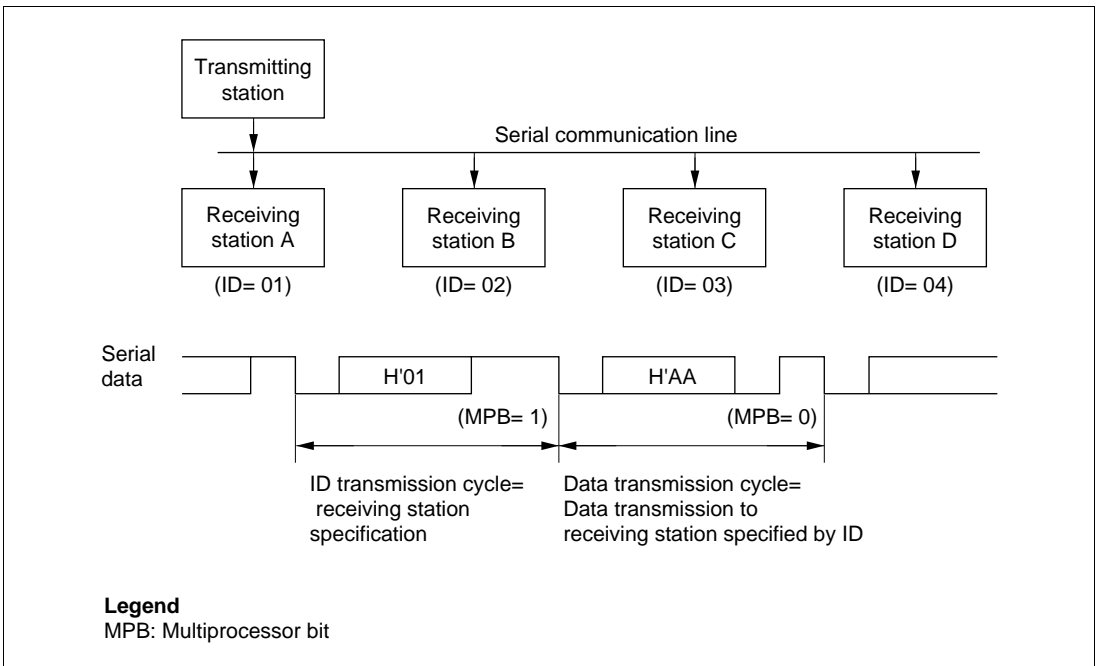 Transmitting
station
Serial communication line
Receiving
station A
(ID= 01)
Receiving
station B
(ID= 02)
Receiving
station C
(ID= 03)
Receiving
station D
(ID= 04)
Serial
data
H'01
H'AA
(MPB= 1)
(MPB= 0)
ID transmission cycle=
receiving station
specification
Data transmission cycle=
Data transmission to
receiving station specified by ID
Legend
MPB: Multiprocessor bit